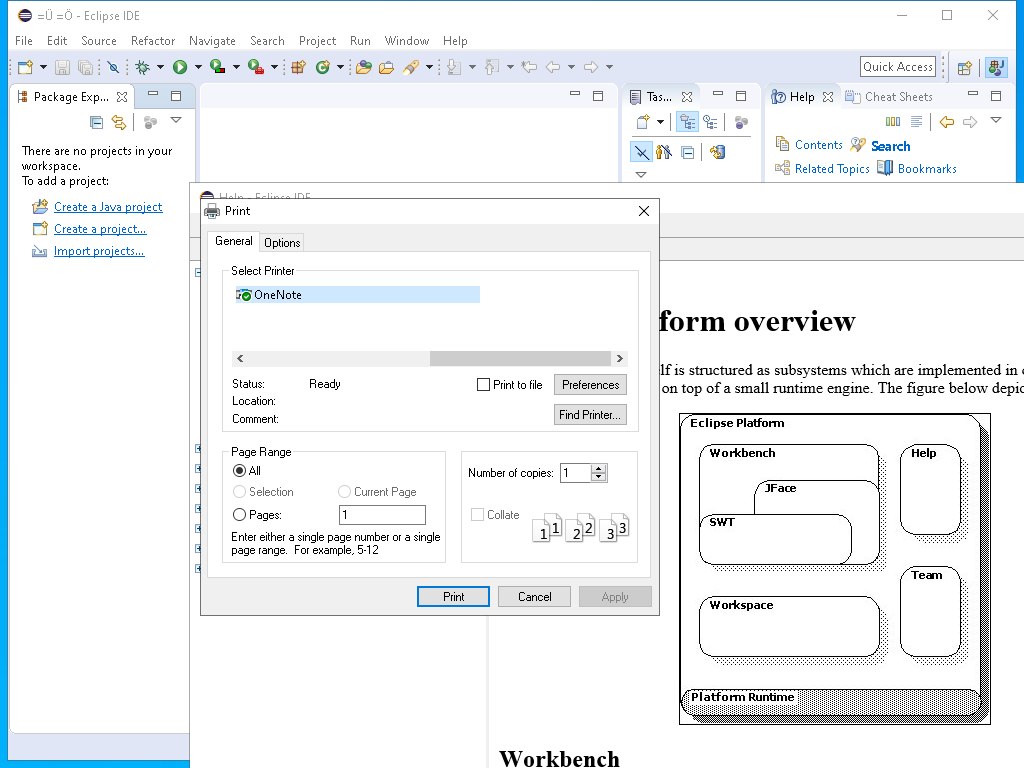 =Ü =Ö - Eclipse IDE
File Edit Source Refactor Navigate Search Project Run Window Help
Quick Access
Package Exp...
Tas...
Help
Cheat Sheets
Contents
Search
Related Topics
Bookmarks
There are no projects in your
workspace.
To add a project:
Create a Java project
Create a project...
Import projects...
Help - Eclipse IDE
Print
General
Options
Select Printer
OneNote
Status: Ready
Location:
Comment:
Print to file
Preferences
Find Printer...
Page Range
All
Selection
Current Page
Pages:
1
Enter either a single page number or a single
page range. For example, 5-12
Number of copies: 1
Collate
1 1 2 2 3 3
Print
Cancel
Apply
form overview
lf is structured as subsystems which are implemented in
on top of a small runtime engine. The figure below
Eclipse Platform
Workbench
Help
JFace
SWT
Team
Workspace
Platform Runtime
Workbench